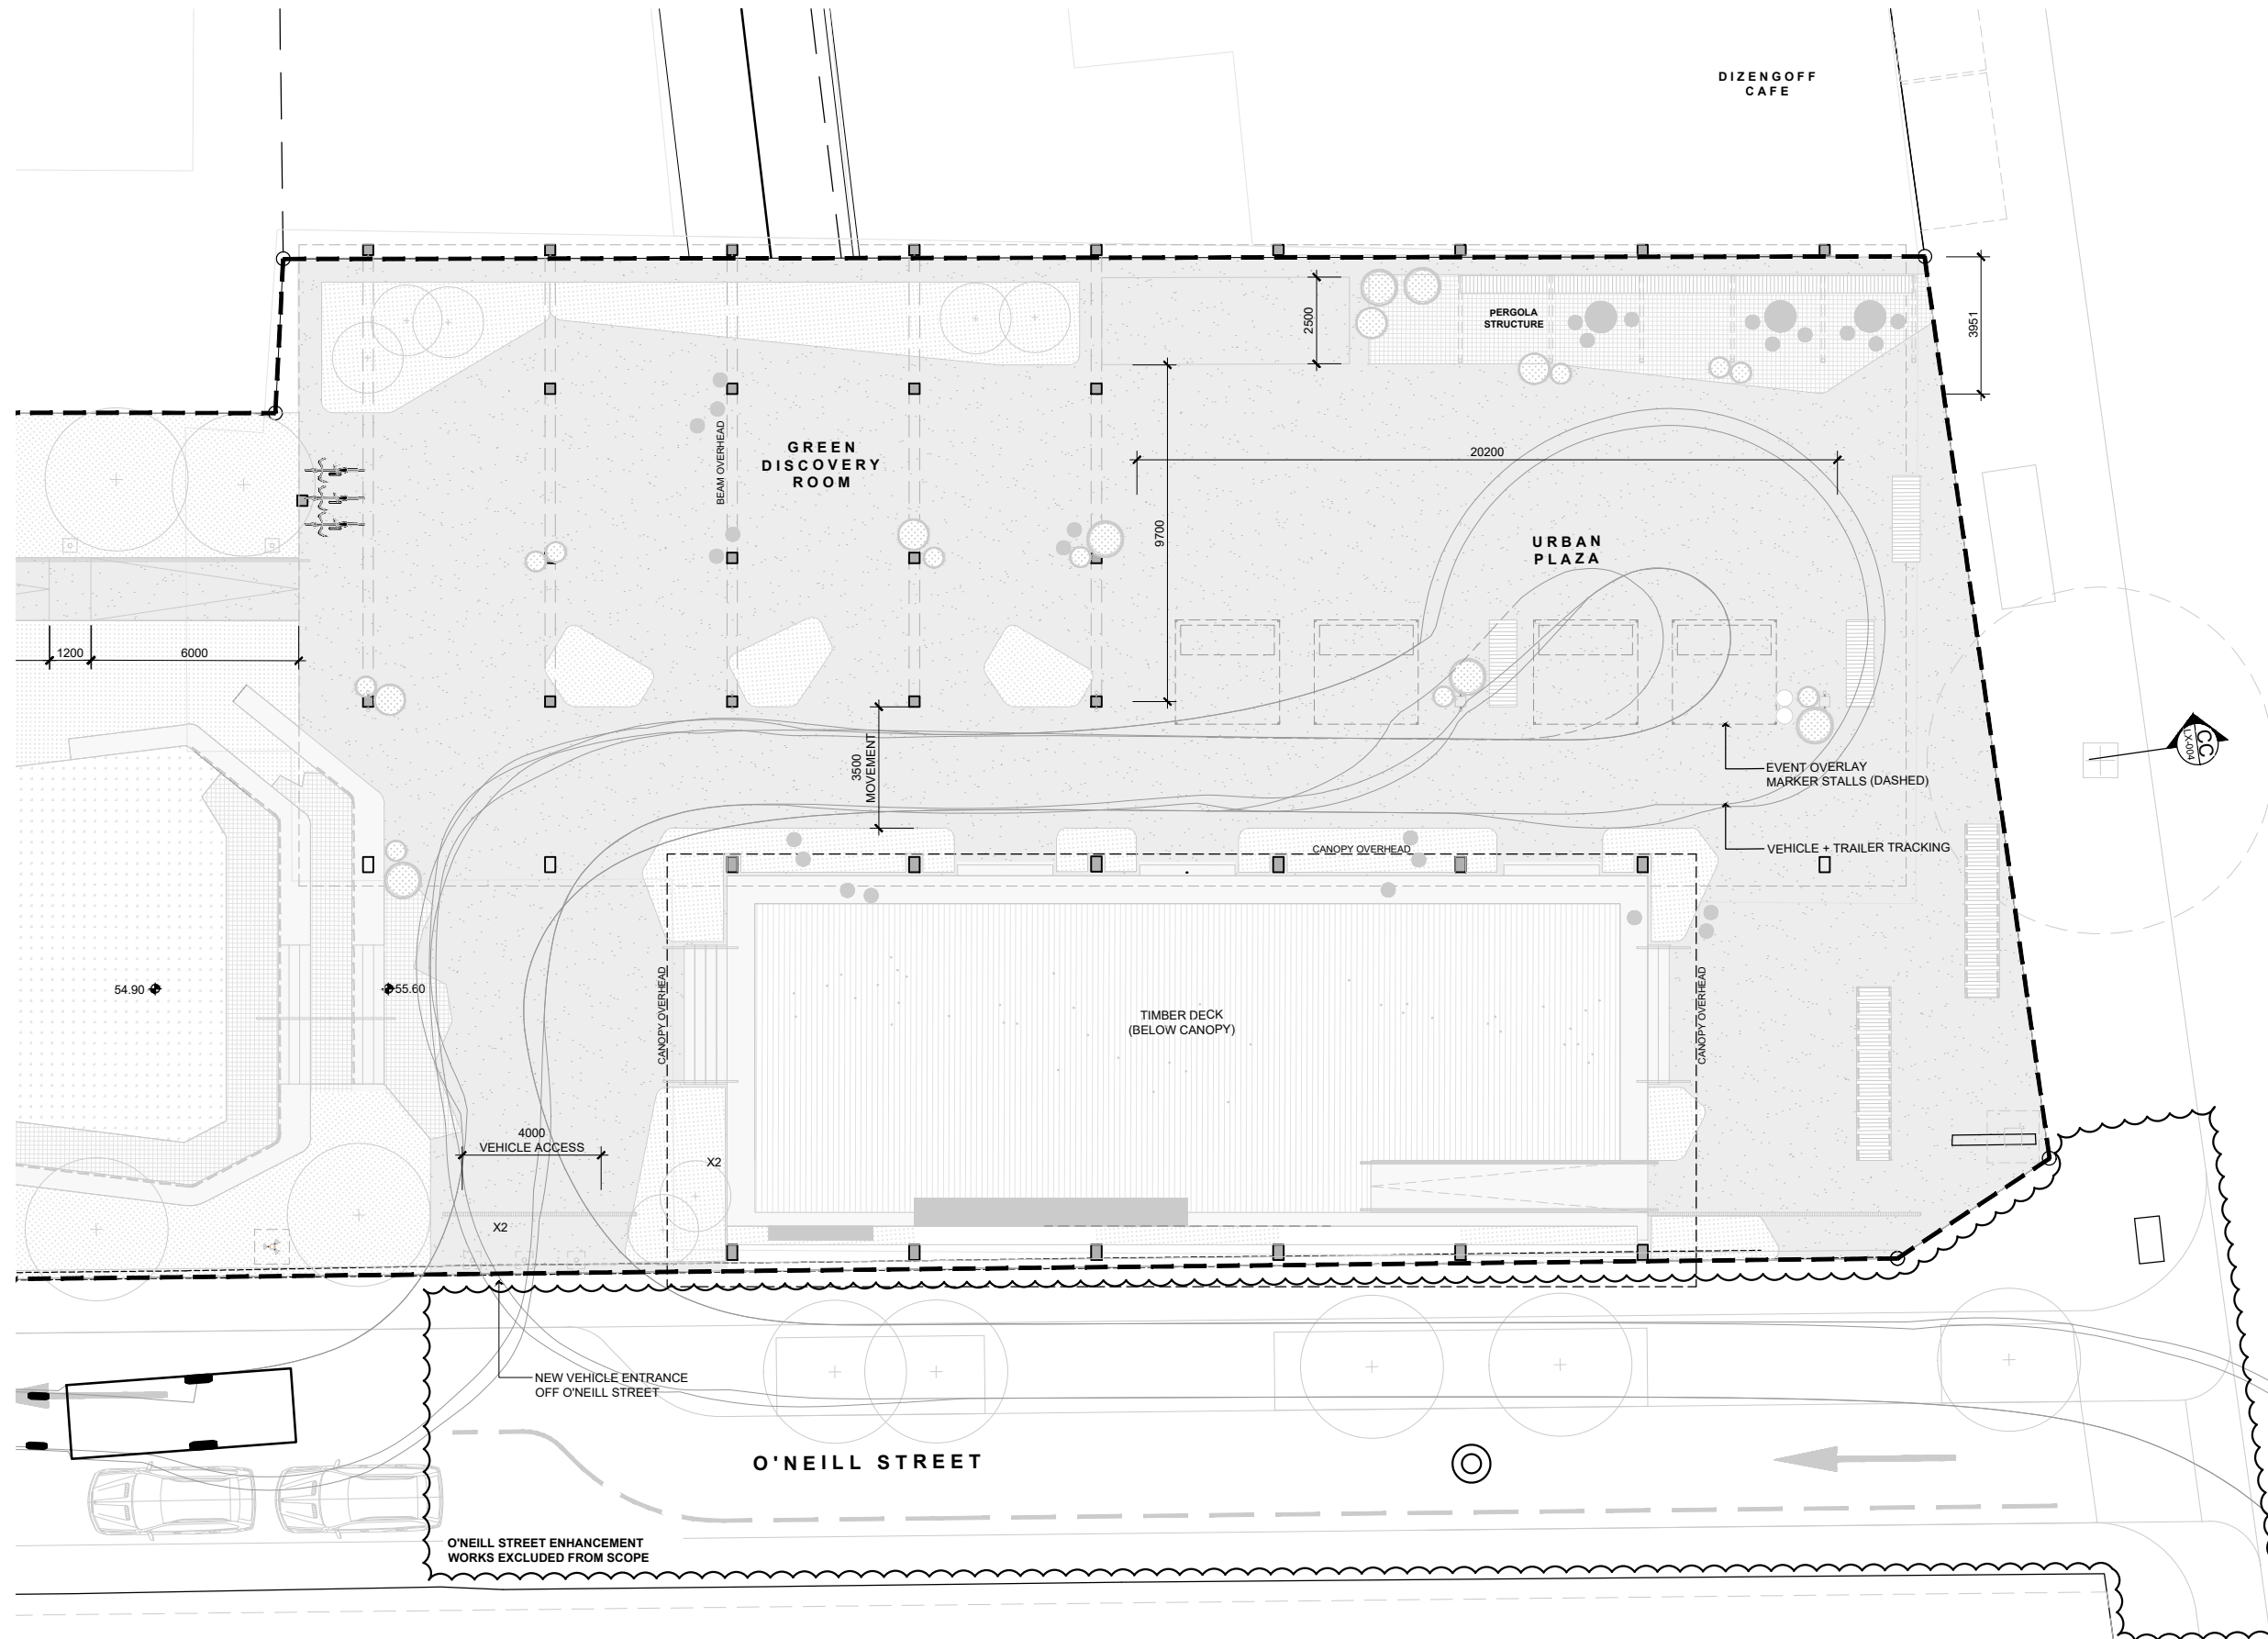 DIZENGOFF
CAFE
PERGOLA
STRUCTURE
2500
3951
GREEN
DISCOVERY
ROOM
BEAM OVERHEAD
20200
9700
URBAN
PLAZA
1200
6000
3500
MOVEMENT
CC
LX-004
EVENT OVERLAY
MARKER STALLS (DASHED)
VEHICLE + TRAILER TRACKING
CANOPY OVERHEAD
54.90
55.60
CANOPY OVERHEAD
TIMBER DECK
(BELOW CANOPY)
CANOPY OVERHEAD
4000
VEHICLE ACCESS
X2
X2
NEW VEHICLE ENTRANCE
OFF O'NEILL STREET
O'NEILL STREET
O'NEILL STREET ENHANCEMENT
WORKS EXCLUDED FROM SCOPE